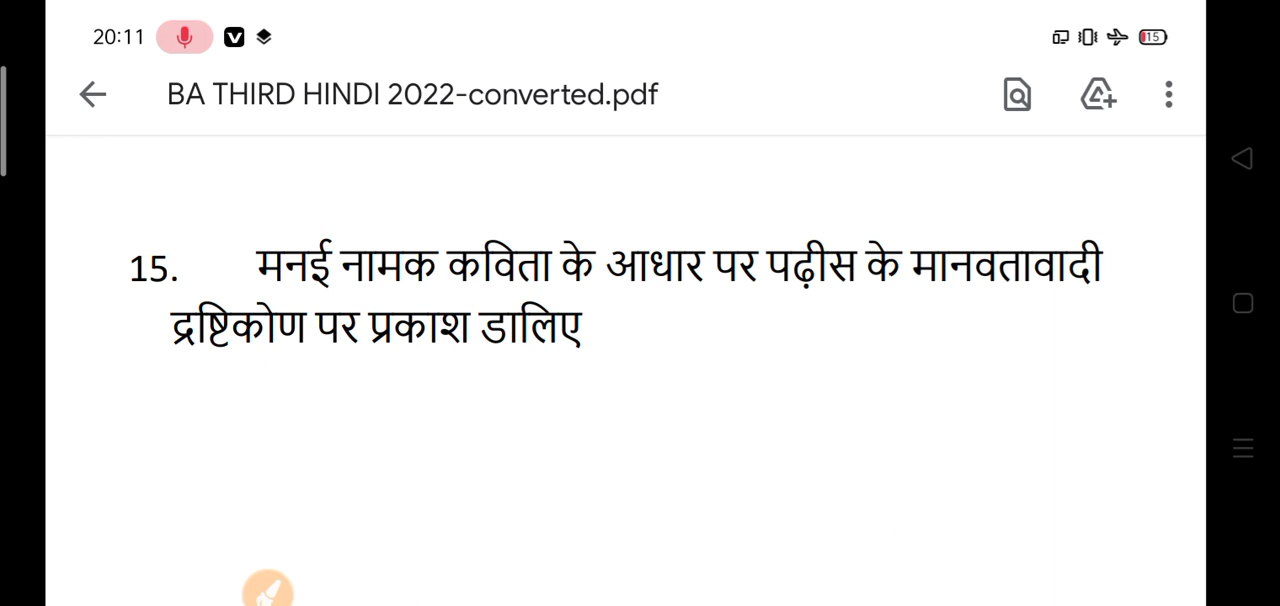 20:11 15
BA THIRD HINDI 2022-converted.pdf
15. मनई नामक कविता के आधार पर पढ़ीस के मानवतावादी
द्रष्टिकोण पर प्रकाश डालिए